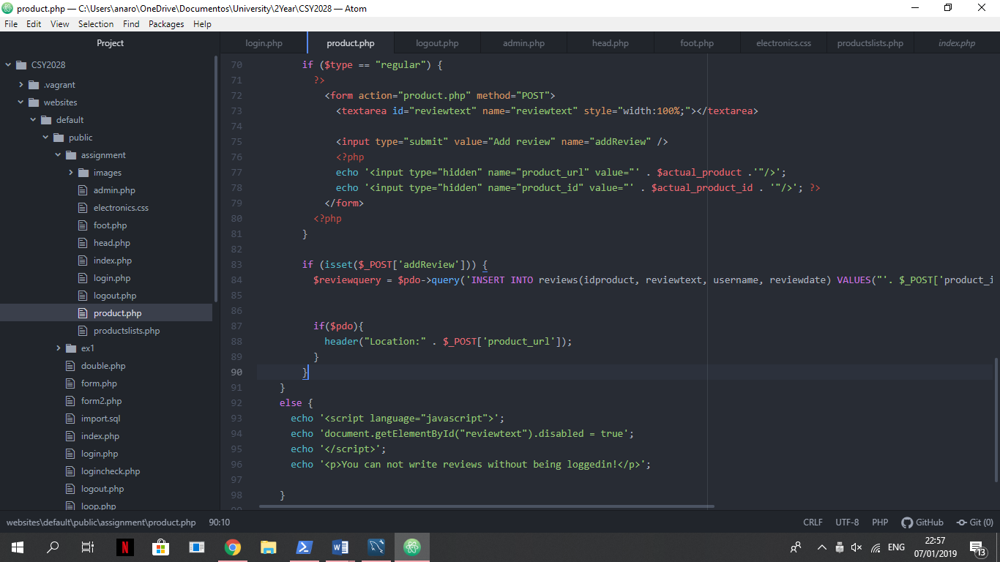 product.php — C:\Users\anaro\OneDrive\Documentos\University\2Year\CSY2028 — Atom
File Edit View Selection Find Packages Help
Project
login.php product.php logout.php admin.php head.php foot.php electronics.css productslists.php index.php
CSY2028
.vagrant
websites
default
public
assignment
images
admin.php
electronics.css
foot.php
head.php
index.php
login.php
logout.php
product.php
productslists.php
ex1
double.php
form.php
form2.php
import.sql
index.php
login.php
logincheck.php
logout.php
loop.php
70 if ($type == "regular") {
71 ?>
72 <form action="product.php" method="POST">
73 <textarea id="reviewtext" name="reviewtext" style="width:100%;"></textarea>
74
75 <input type="submit" value="Add review" name="addReview" />
76 <?php
77 echo '<input type="hidden" name="product_url" value="' . $actual_product .'"/>';
78 echo '<input type="hidden" name="product_id" value="' . $actual_product_id . '"/>'; ?>
79 </form>
80 <?php
81 }
82
83 if (isset($_POST['addReview'])) {
84 $reviewquery = $pdo->query('INSERT INTO reviews(idproduct, reviewtext, username, reviewdate) VALUES("'. $_POST['product_i
85
86
87 if($pdo){
88 header("Location:" . $_POST['product_url']);
89 }
90 }
91 }
92 else {
93 echo '<script language="javascript">';
94 echo 'document.getElementById("reviewtext").disabled = true';
95 echo '</script>';
96 echo '<p>You can not write reviews without being loggedin!</p>';
97
98 }
websites\default\public\assignment\product.php 90:10 CRLF UTF-8 PHP GitHub Git (0)
ENG 22:57
07/01/2019 13